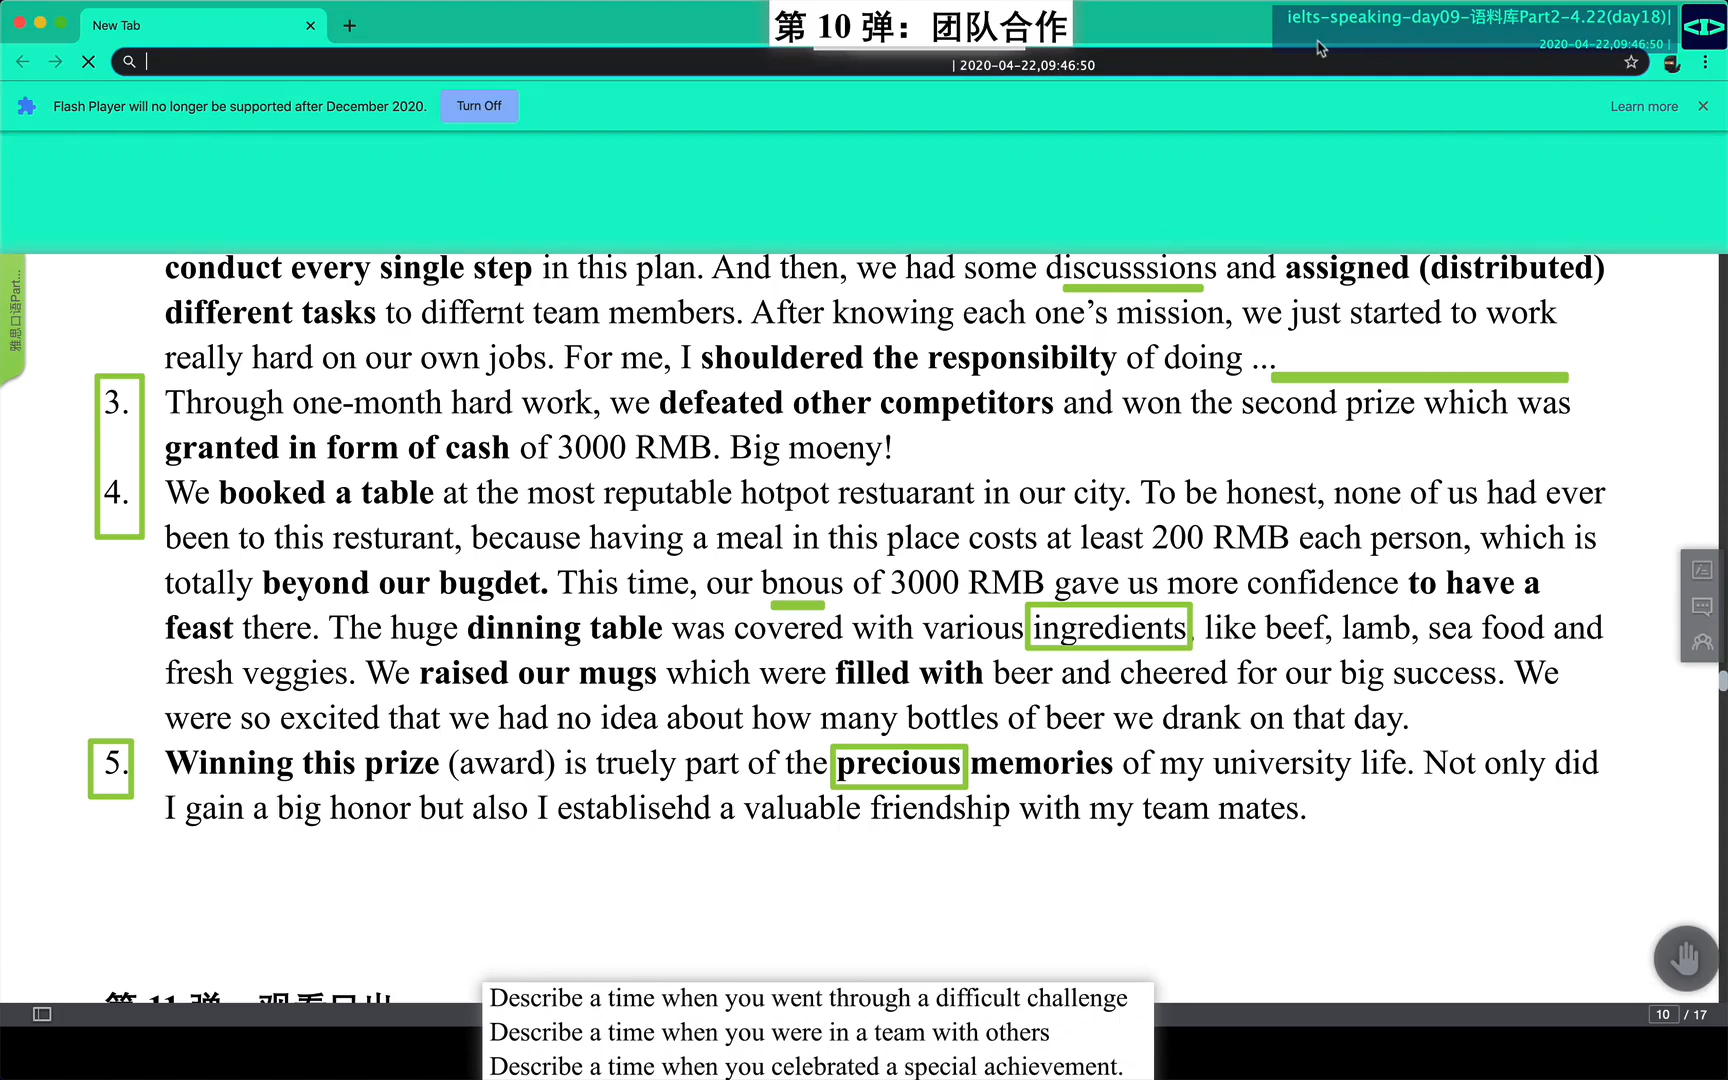 New Tab
第 10 弹：团队合作
ielts-speaking-day09-语料库Part2-4.22(day18)|
2020-04-22,09:46:50 |
| 2020-04-22,09:46:50
Flash Player will no longer be supported after December 2020.
Turn Off
Learn more
雅思口语Part...
conduct every single step in this plan. And then, we had some discusssions and assigned (distributed)
different tasks to differnt team members. After knowing each one’s mission, we just started to work
really hard on our own jobs. For me, I shouldered the responsibilty of doing ...
3. Through one-month hard work, we defeated other competitors and won the second prize which was
granted in form of cash of 3000 RMB. Big moeny!
4. We booked a table at the most reputable hotpot restuarant in our city. To be honest, none of us had ever
been to this resturant, because having a meal in this place costs at least 200 RMB each person, which is
totally beyond our bugdet. This time, our bnous of 3000 RMB gave us more confidence to have a
feast there. The huge dinning table was covered with various ingredients, like beef, lamb, sea food and
fresh veggies. We raised our mugs which were filled with beer and cheered for our big success. We
were so excited that we had no idea about how many bottles of beer we drank on that day.
5. Winning this prize (award) is truely part of the precious memories of my university life. Not only did
I gain a big honor but also I establisehd a valuable friendship with my team mates.
第 11 弹 观看日出
Describe a time when you went through a difficult challenge
Describe a time when you were in a team with others
Describe a time when you celebrated a special achievement.
10 / 17